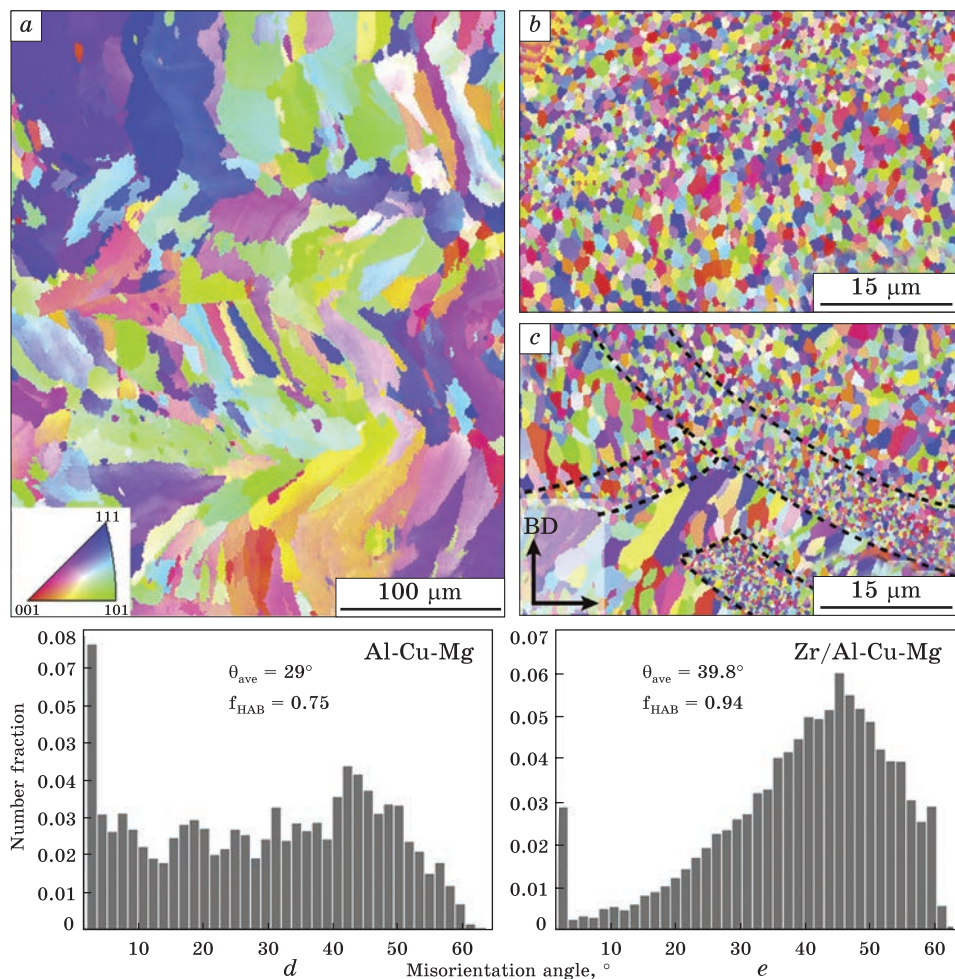 a
b
15 μm
c
BD
15 μm
111
001
101
100 μm
Al-Cu-Mg
θave = 29°
fHAB = 0.75
Number fraction
0.08
0.07
0.03
0.04
0.03
0.02
0.01
0
10 20 30 40 50 60
d
Zr/Al-Cu-Mg
θave = 39.8°
fHAB = 0.94
0.07
0.06
0.05
0.04
0.03
0.02
0.01
0
10 20 30 40 50 60
e
Misorientation angle, °